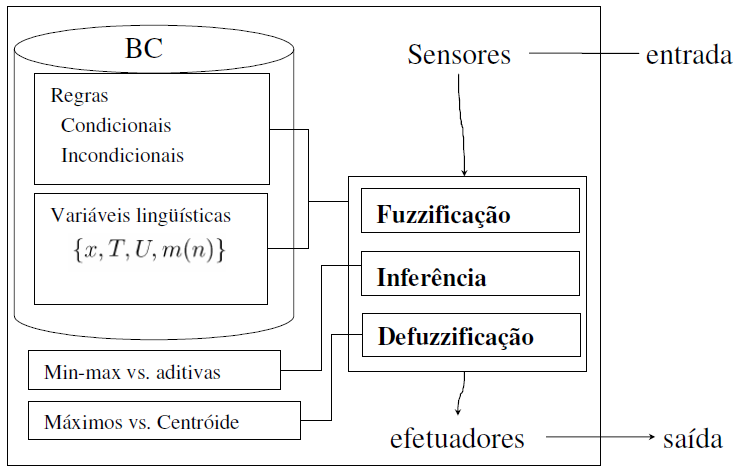 BC
Regras
Condicionais
Incondicionais
Variáveis lingüísticas
{x, T, U, m(n)}
Min-max vs. aditivas
Máximos vs. Centróide
Sensores
entrada
Fuzzificação
Inferência
Defuzzificação
efetuadores
saída